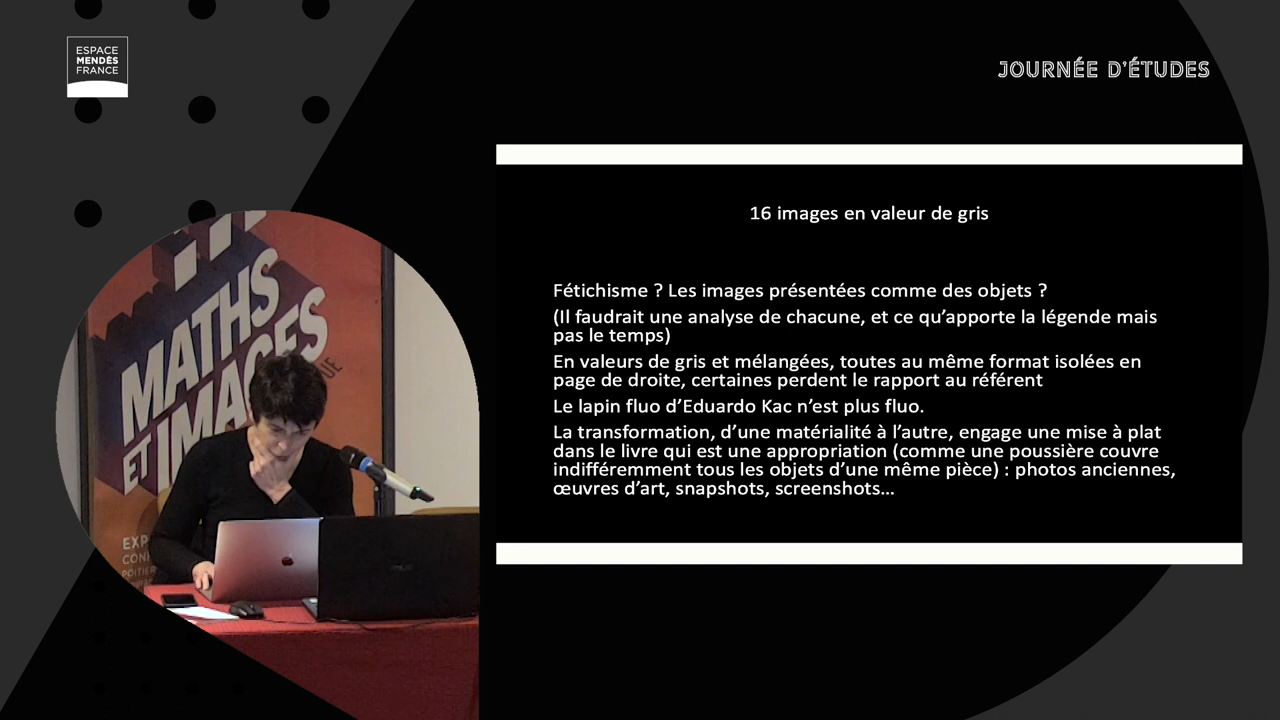 ESPACE
MENDÈS
FRANCE
JOURNÉE D'ÉTUDES
16 images en valeur de gris
Fétichisme ? Les images présentées comme des objets ?
(Il faudrait une analyse de chacune, et ce qu’apporte la légende mais
pas le temps)
En valeurs de gris et mélangées, toutes au même format isolées en
page de droite, certaines perdent le rapport au référent
Le lapin fluo d’Eduardo Kac n’est plus fluo.
La transformation, d’une matérialité à l’autre, engage une mise à plat
dans le livre qui est une appropriation (comme une poussière couvre
indifféremment tous les objets d’une même pièce) : photos anciennes,
œuvres d’art, snapshots, screenshots…
MATHS
ET IMAGES